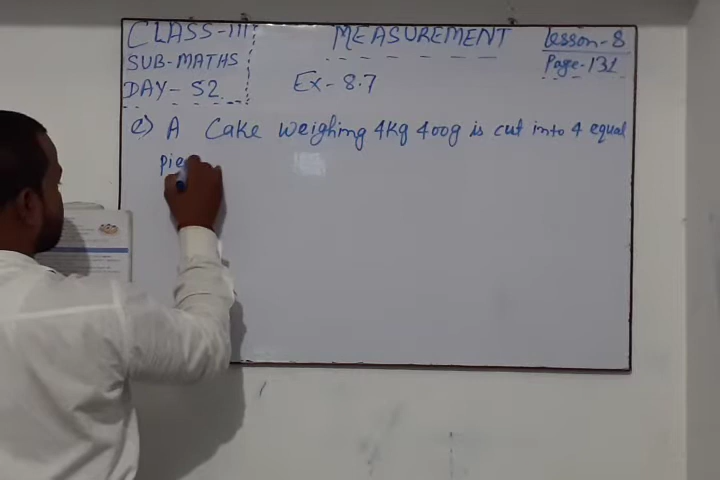 CLASS-III
MEASUREMENT
Lesson-8
SUB-MATHS
Page-131
DAY-52
Ex-8.7
c) A Cake weighing 4kg 400g is cut into 4 equal
pie